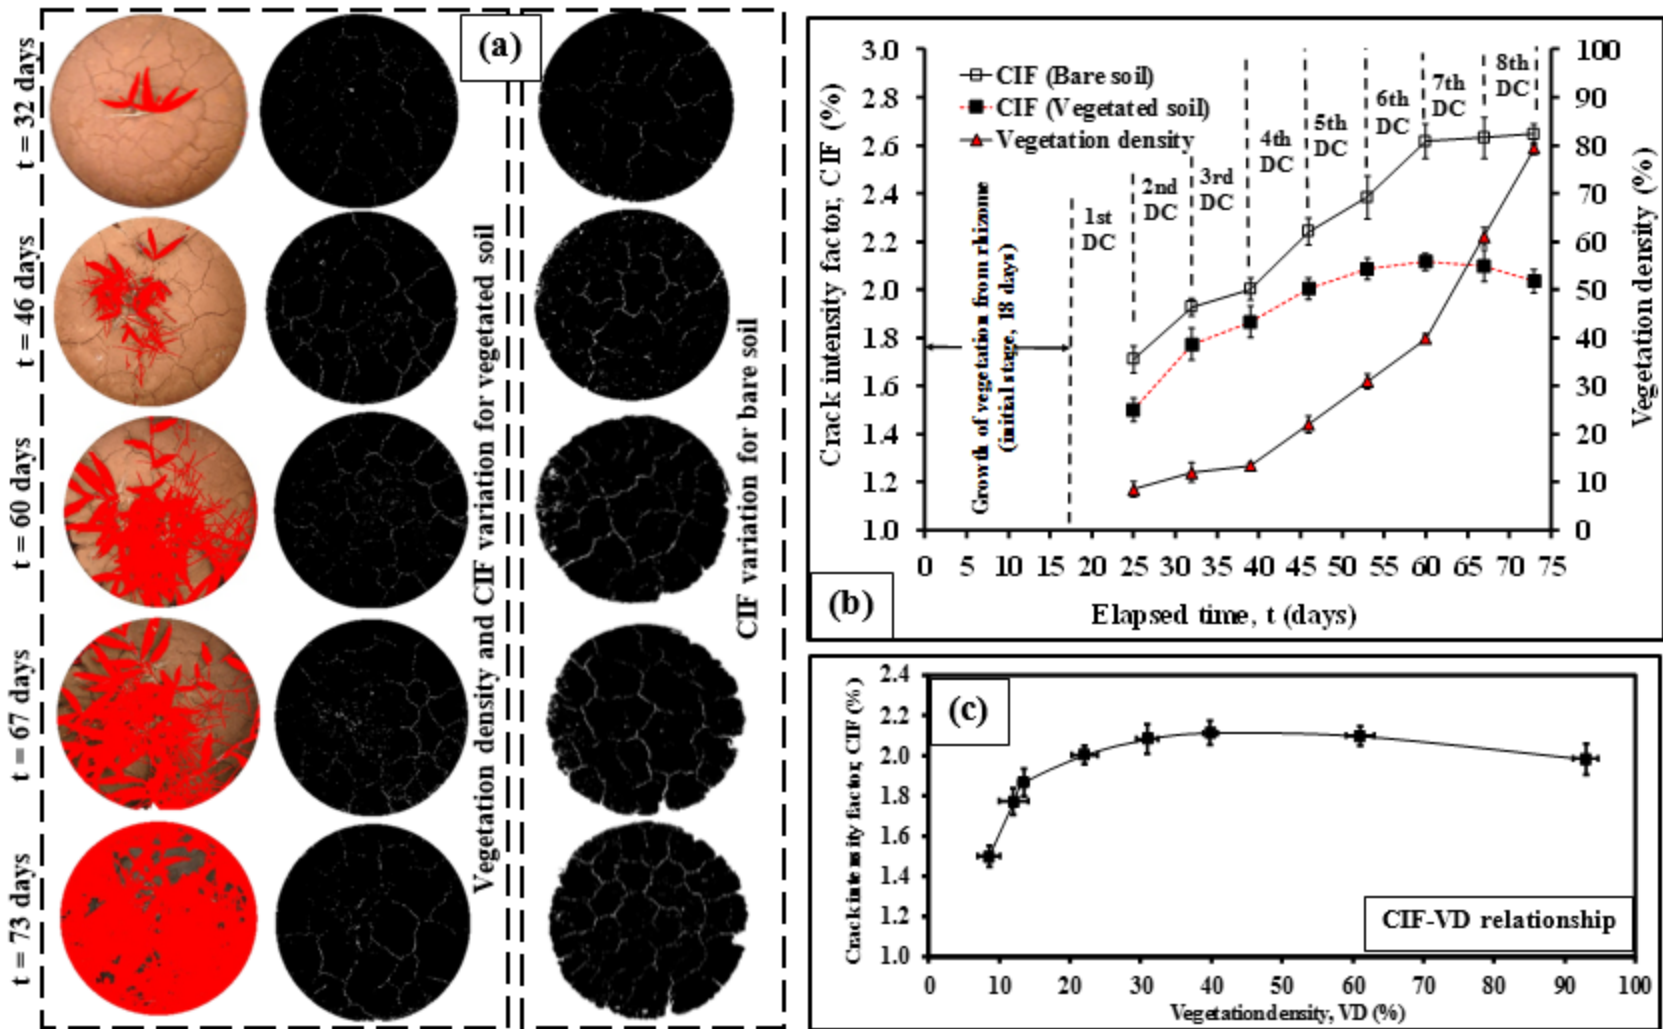 (a)
t = 32 days
t = 46 days
t = 60 days
t = 67 days
t = 73 days
Vegetation density and CIF variation for vegetated soil
CIF variation for bare soil
Crack intensity factor, CIF (%)
3.0
2.8
2.6
2.4
2.2
2.0
1.8
1.6
1.4
1.2
1.0
CIF (Bare soil)
CIF (Vegetated soil)
Vegetation density
Growth of vegetation from rhizome
(initial stage, 18 days)
1st
DC
2nd
DC
3rd
DC
4th
DC
5th
DC
6th
DC
7th
DC
8th
DC
100
90
80
70
60
50
40
30
20
10
0
Vegetation density (%)
0 5 10 15 20 25 30 35 40 45 50 55 60 65 70 75
Elapsed time, t (days)
(b)
(c)
Crack intensity factor, CIF (%)
2.4
2.2
2.0
1.8
1.6
1.4
1.2
1.0
CIF-VD relationship
0 10 20 30 40 50 60 70 80 90 100
Vegetation density, VD (%)